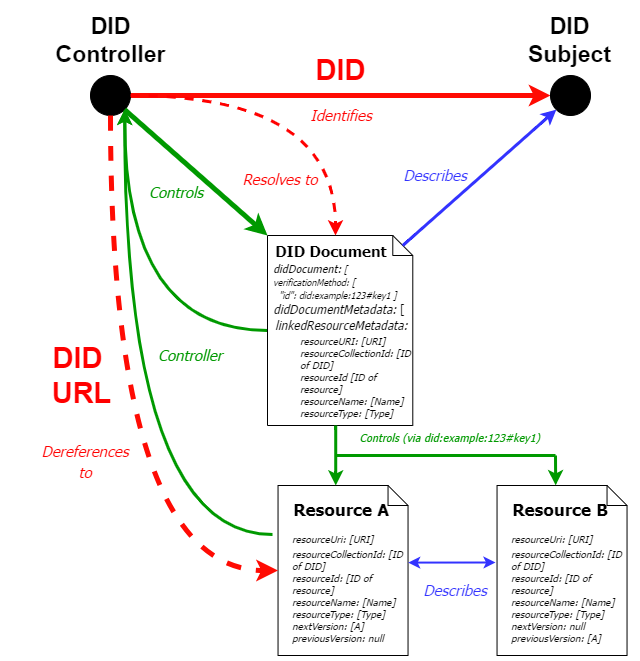 DID
Controller
DID
Subject
DID
Identifies
Controls
Resolves to
Describes
DID Document
didDocument: [
verificationMethod: [
"id": did:example:123#key1 ]
didDocumentMetadata: [
linkedResourceMetadata:
resourceURI: [URI]
resourceCollectionId: [ID
of DID]
resourceId [ID of
resource]
resourceName: [Name]
resourceType: [Type]
Controller
DID
URL
Dereferences
to
Controls (via did:example:123#key1)
Resource A
resourceUri: [URI]
resourceCollectionId: [ID
of DID]
resourceId: [ID of
resource]
resourceName: [Name]
resourceType: [Type]
nextVersion: [A]
previousVersion: null
Describes
Resource B
resourceUri: [URI]
resourceCollectionId: [ID
of DID]
resourceId: [ID of
resource]
resourceName: [Name]
resourceType: [Type]
nextVersion: null
previousVersion: [A]